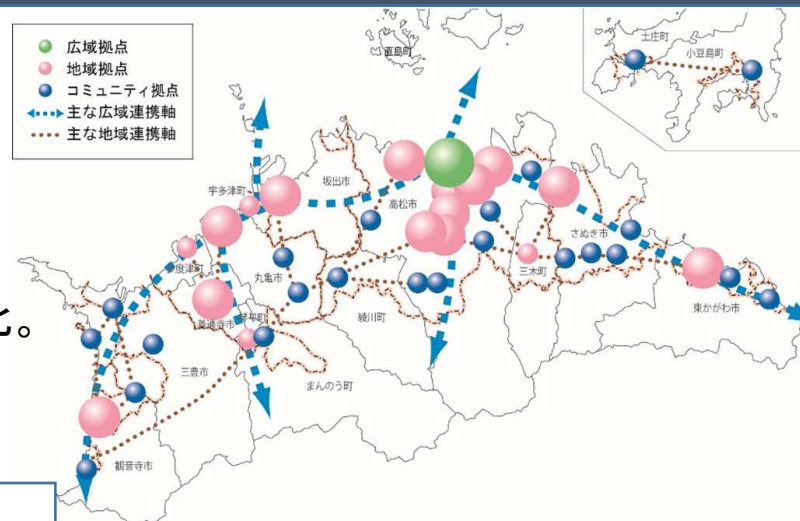 広域拠点
地域拠点
コミュニティ拠点
主な広域連携軸
主な地域連携軸
直島町
土庄町
小豆島町
宇多津町
坂出市
高松市
さぬき市
多度津町
丸亀市
三木町
善通寺市
琴平町
綾川町
東かがわ市
三豊市
まんのう町
観音寺市
。